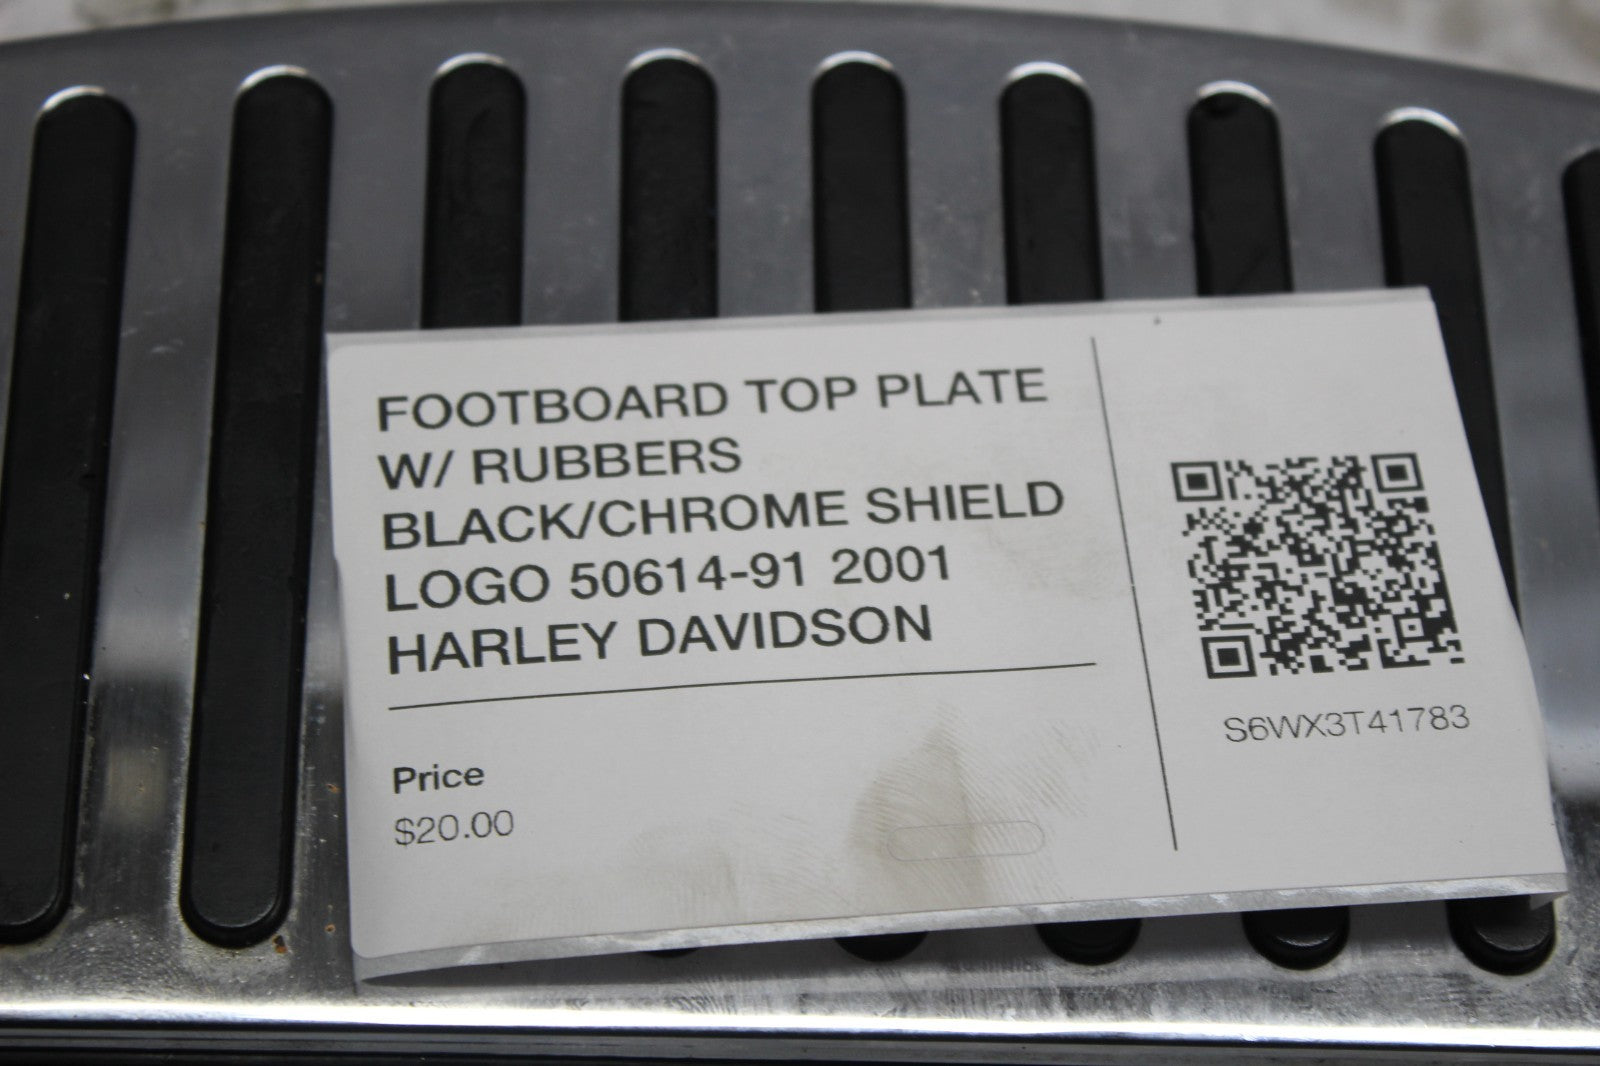 FOOTBOARD TOP PLATE
W/ RUBBERS
BLACK/CHROME SHIELD
LOGO 50614-91 2001
HARLEY DAVIDSON
Price
$20.00
S6WX3T41783